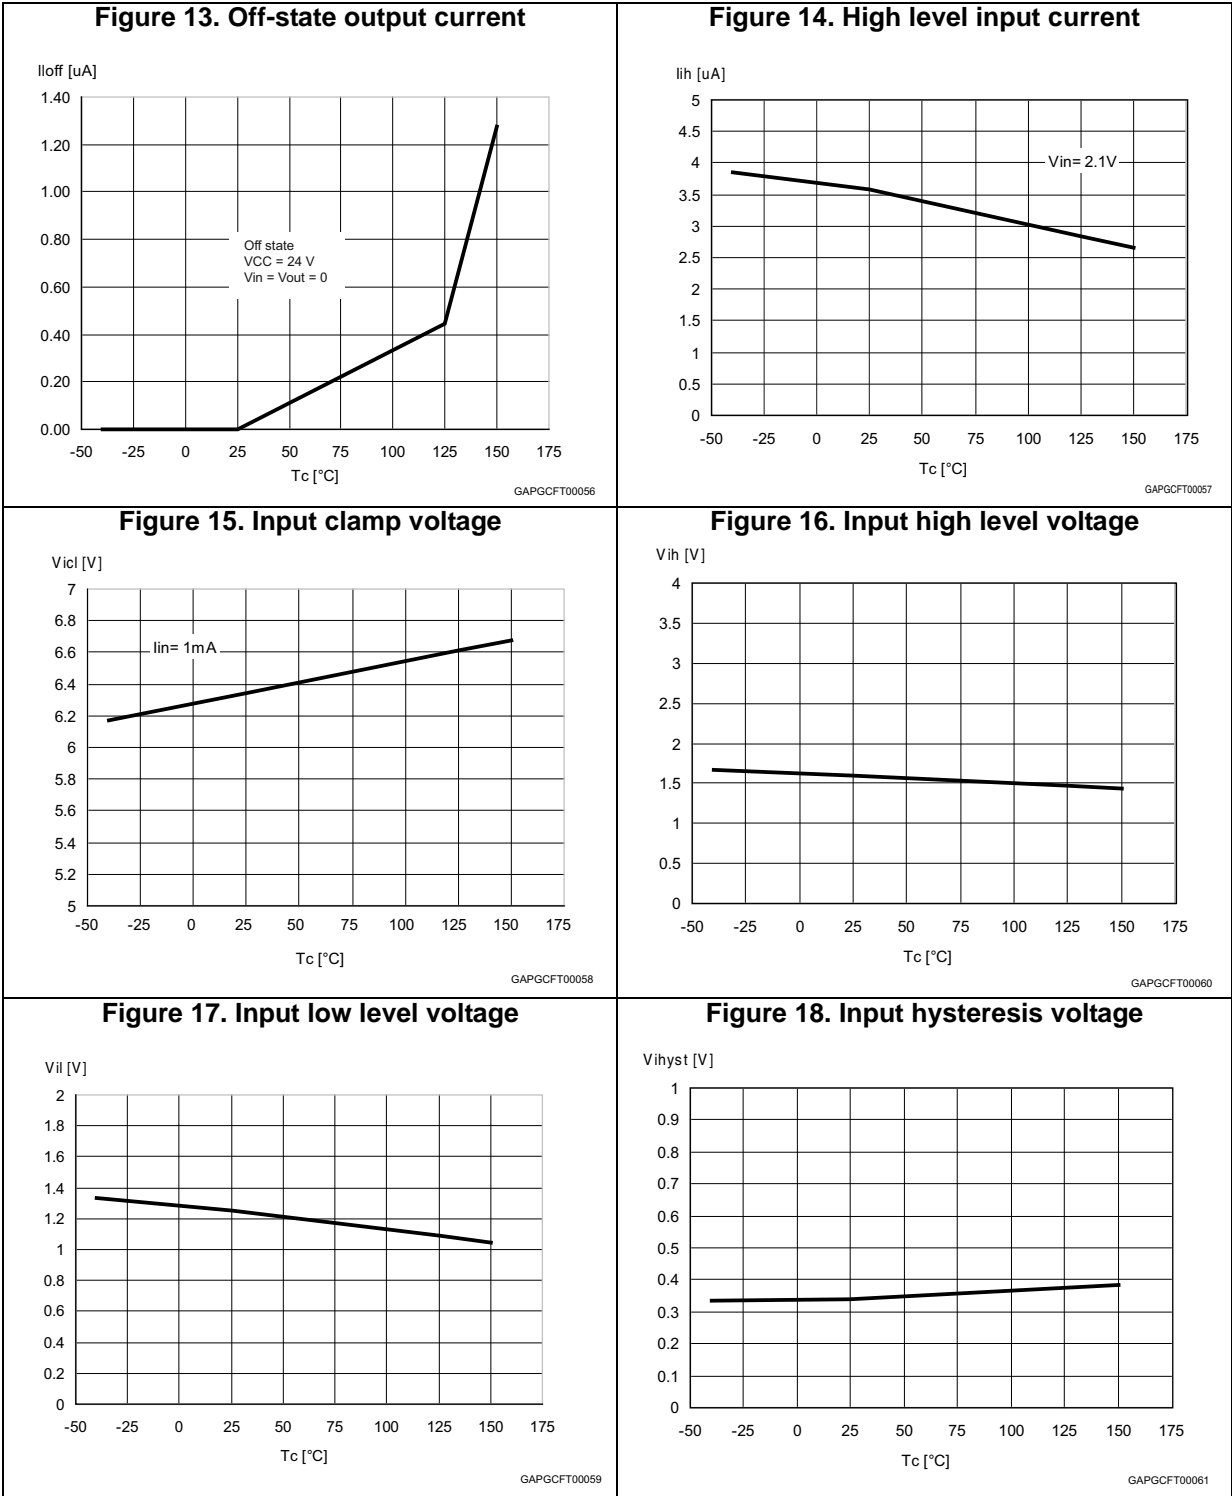 Figure 13. Off-state output current
Iloff [uA]
1.40
1.20
1.00
0.80
0.60
0.40
0.20
0.00
Off state
VCC = 24 V
Vin = Vout = 0
-50 -25 0 25 50 75 100 125 150 175
Tc [°C]
GAPGCFT00056
Figure 14. High level input current
Iih [uA]
5
4.5
4
3.5
3
2.5
2
1.5
1
0.5
0
Vin= 2.1V
-50 -25 0 25 50 75 100 125 150 175
Tc [°C]
GAPGCFT00057
Figure 15. Input clamp voltage
Vicl [V]
7
6.8
6.6
6.4
6.2
6
5.8
5.6
5.4
5.2
5
Iin= 1mA
-50 -25 0 25 50 75 100 125 150 175
Tc [°C]
GAPGCFT00058
Figure 16. Input high level voltage
Vih [V]
4
3.5
3
2.5
2
1.5
1
0.5
0
-50 -25 0 25 50 75 100 125 150 175
Tc [°C]
GAPGCFT00060
Figure 17. Input low level voltage
Vil [V]
2
1.8
1.6
1.4
1.2
1
0.8
0.6
0.4
0.2
0
-50 -25 0 25 50 75 100 125 150 175
Tc [°C]
GAPGCFT00059
Figure 18. Input hysteresis voltage
Vihyst [V]
1
0.9
0.8
0.7
0.6
0.5
0.4
0.3
0.2
0.1
0
-50 -25 0 25 50 75 100 125 150 175
Tc [°C]
GAPGCFT00061